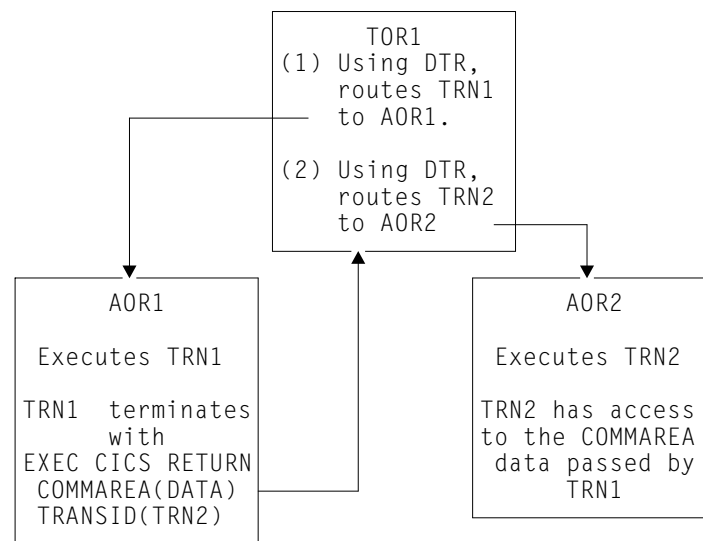 TOR1
(1) Using DTR,
routes TRN1
to AOR1.
(2) Using DTR,
routes TRN2
to AOR2
AOR1
Executes TRN1
TRN1 terminates
with
EXEC CICS RETURN
COMMAREA(DATA)
TRANSID(TRN2)
AOR2
Executes TRN2
TRN2 has access
to the COMMAREA
data passed by
TRN1